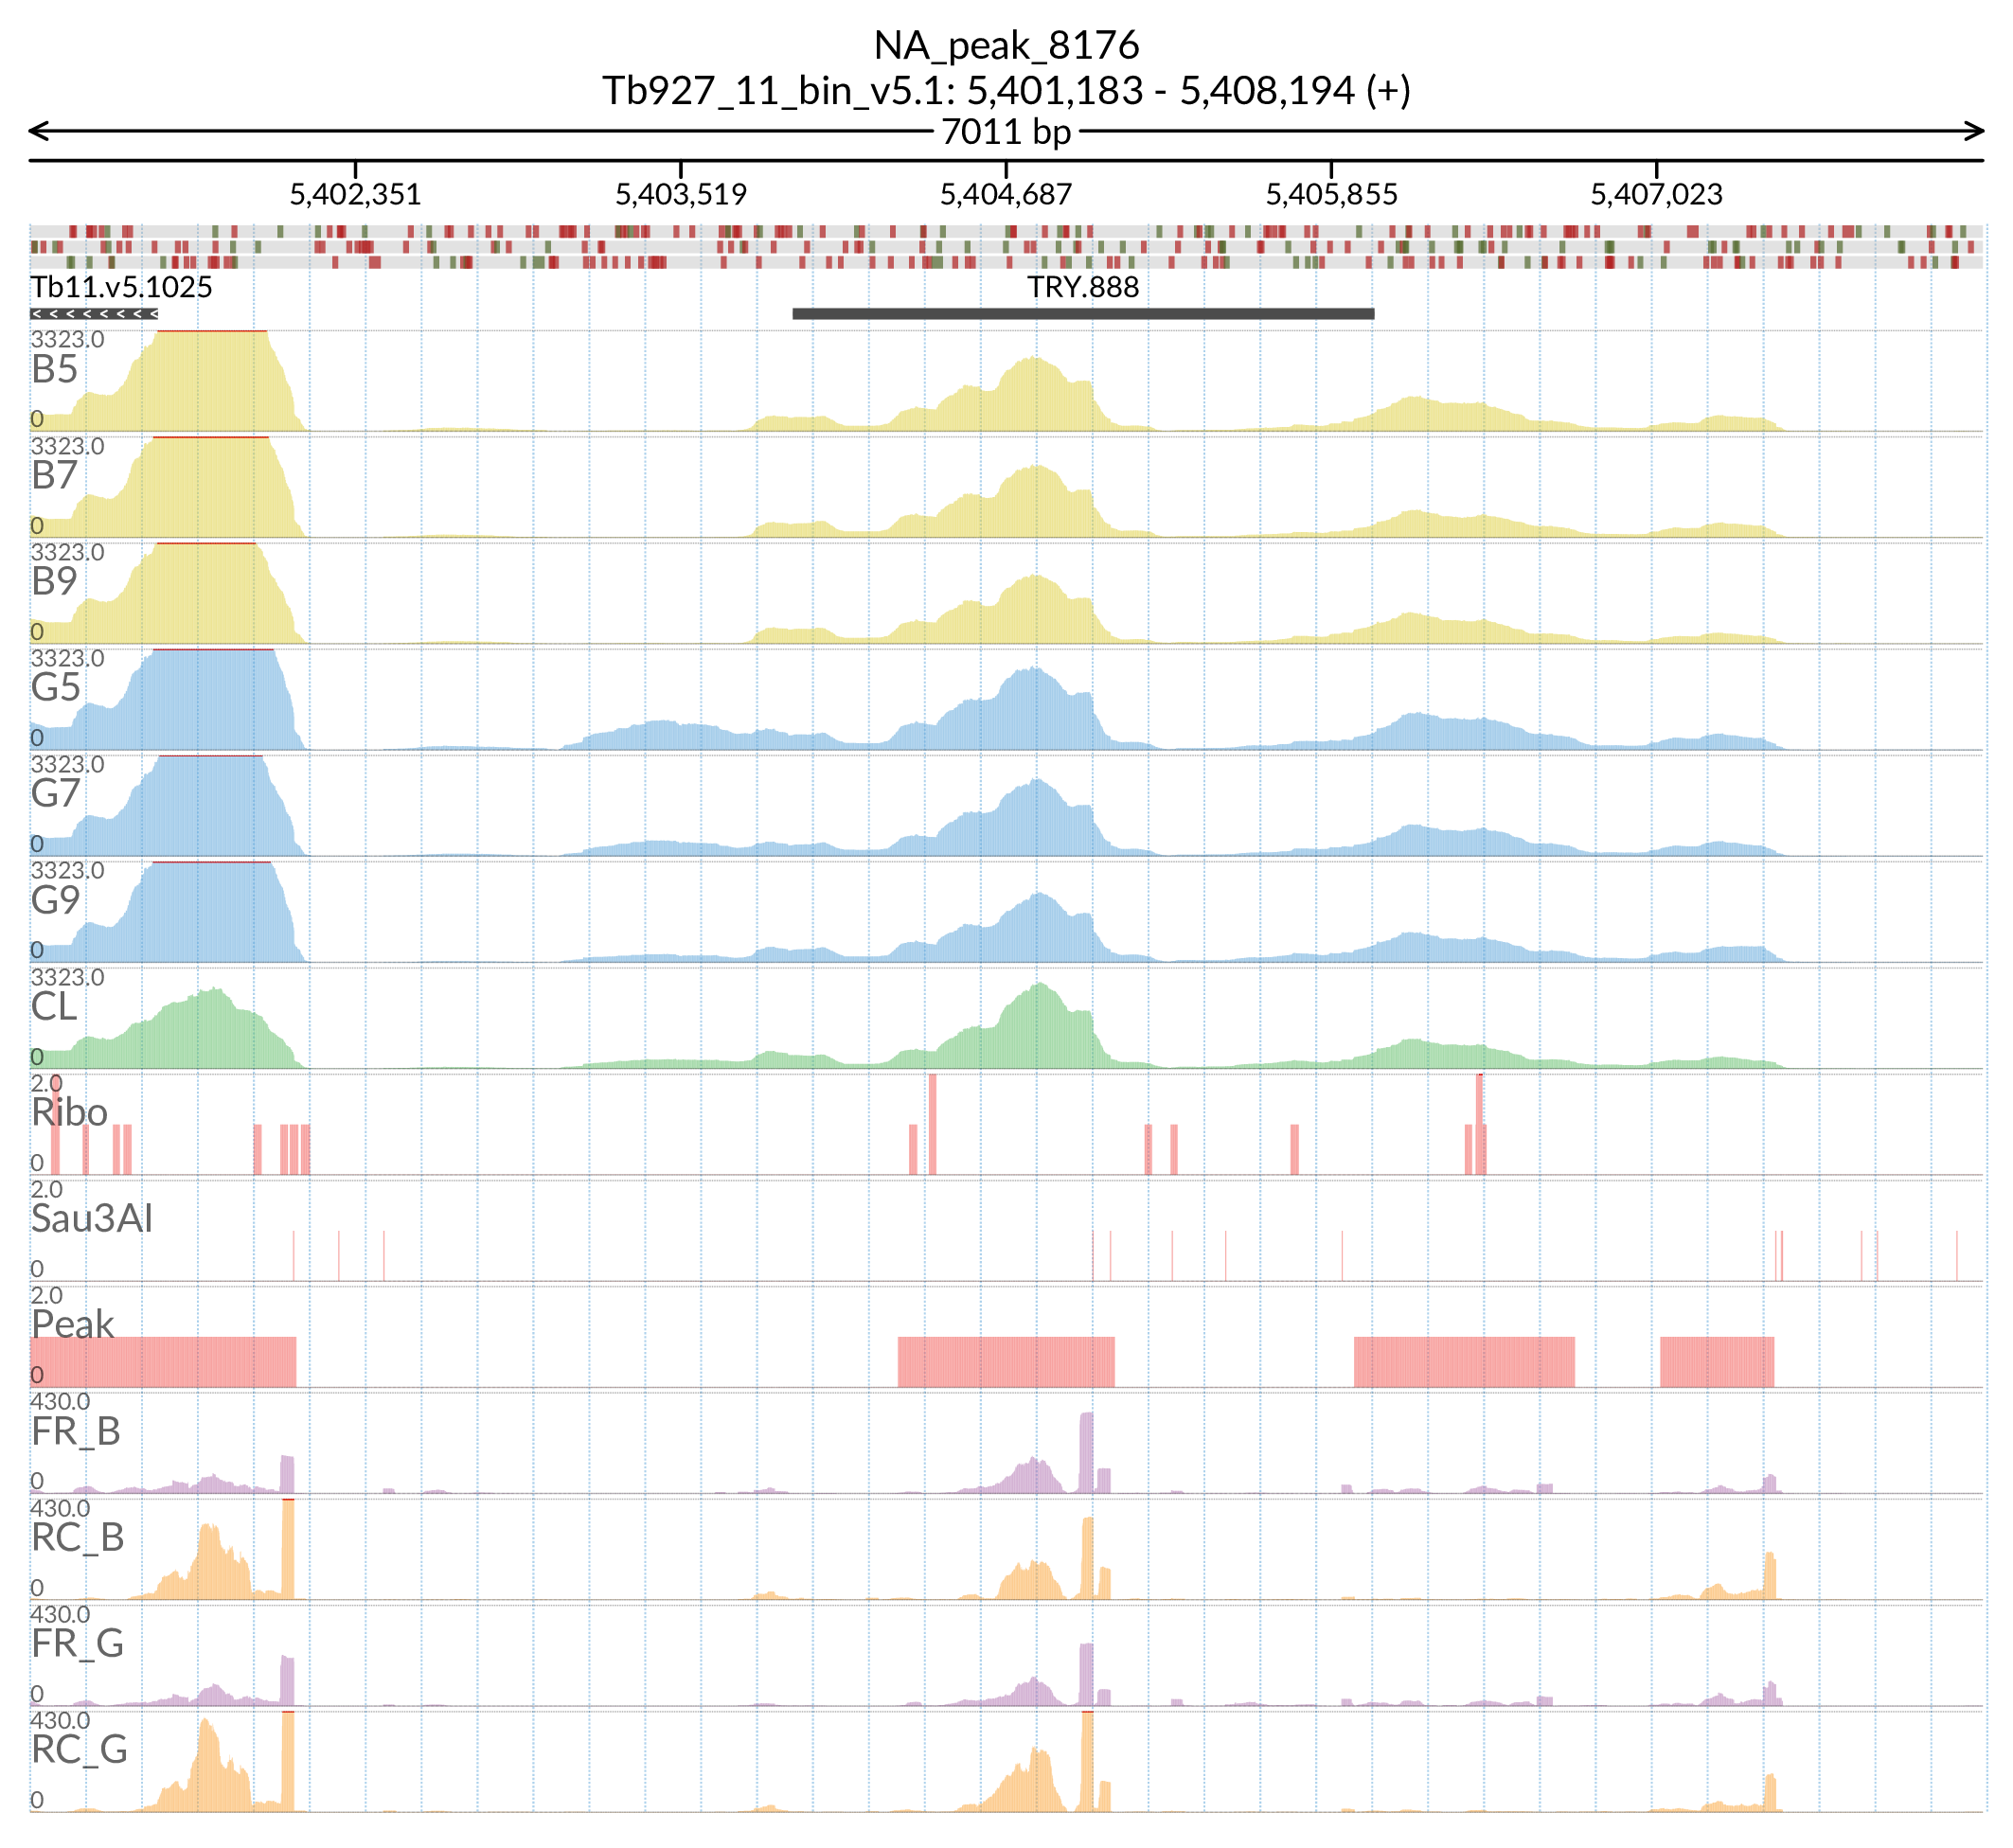 NA_peak_8176
Tb927_11_bin_v5.1: 5,401,183 - 5,408,194 (+)
7011 bp
5,402,351 5,403,519 5,404,687 5,405,855 5,407,023
Tb11.v5.1025 TRY.888
< < < < < < < <
3323.0
B5
0
3323.0
B7
0
3323.0
B9
0
3323.0
G5
0
3323.0
G7
0
3323.0
G9
0
3323.0
CL
0
2.0
Ribo
0
2.0
Sau3AI
0
2.0
Peak
0
430.0
FR_B
0
430.0
RC_B
0
430.0
FR_G
0
430.0
RC_G
0